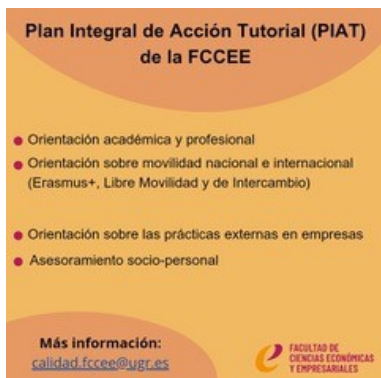 Plan Integral de Acción Tutorial (PIAT)
de la FCCEE
Orientación académica y profesional
Orientación sobre movilidad nacional e internacional
(Erasmus+, Libre Movilidad y de Intercambio)
Orientación sobre las prácticas externas en empresas
Asesoramiento socio-personal
Más información:
calidad.fccee@ugr.es
FACULTAD DE
CIENCIAS ECONÓMICAS
Y EMPRESARIALES